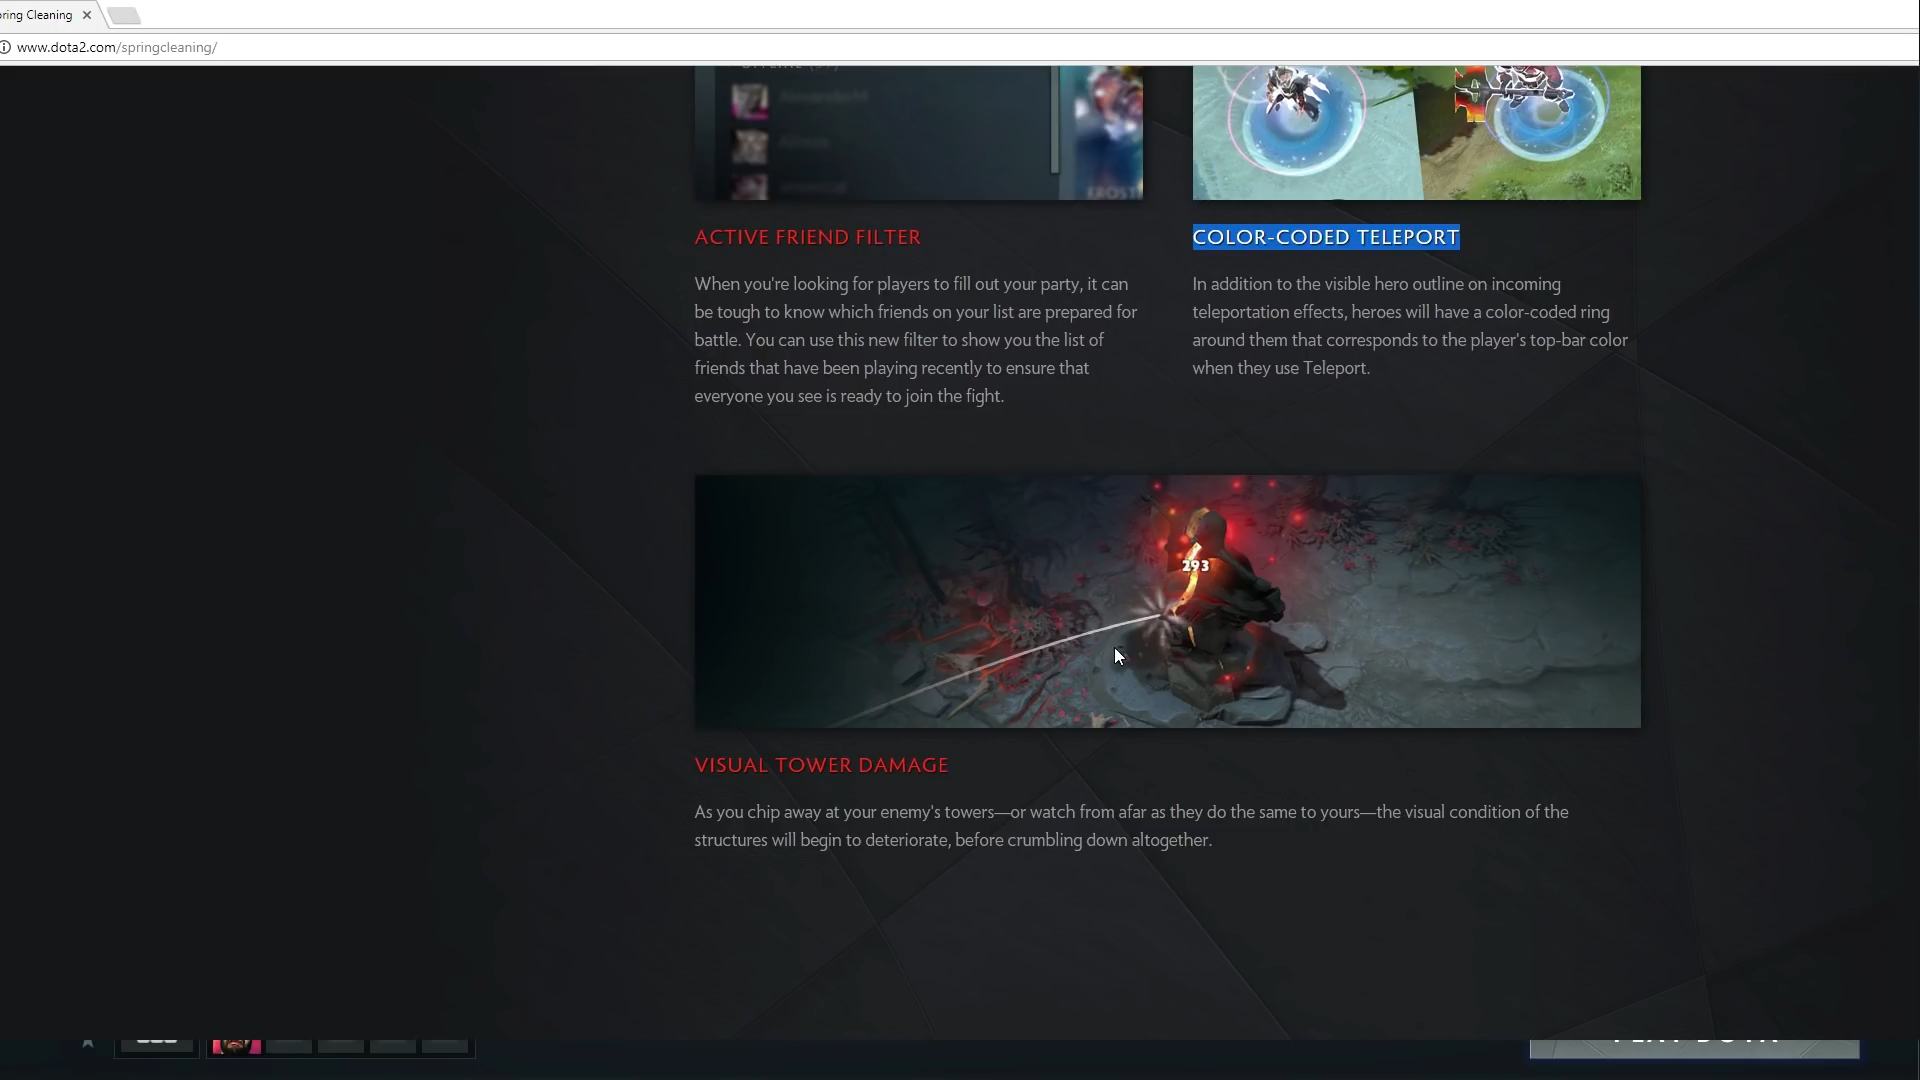 ring Cleaning
www.dota2.com/springcleaning/
FROST
ACTIVE FRIEND FILTER
When you're looking for players to fill out your party, it can
be tough to know which friends on your list are prepared for
battle. You can use this new filter to show you the list of
friends that have been playing recently to ensure that
everyone you see is ready to join the fight.
COLOR-CODED TELEPORT
In addition to the visible hero outline on incoming
teleportation effects, heroes will have a color-coded ring
around them that corresponds to the player's top-bar color
when they use Teleport.
293
VISUAL TOWER DAMAGE
As you chip away at your enemy's towers—or watch from afar as they do the same to yours—the visual condition of the
structures will begin to deteriorate, before crumbling down altogether.
PLAY DOTA